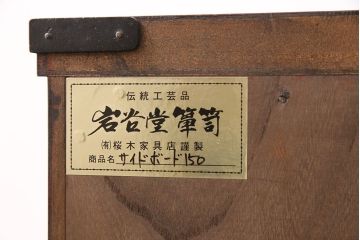 伝統工芸品
岩谷堂簞笥
㈲桜木家具店謹製
商品名 サイドボード150